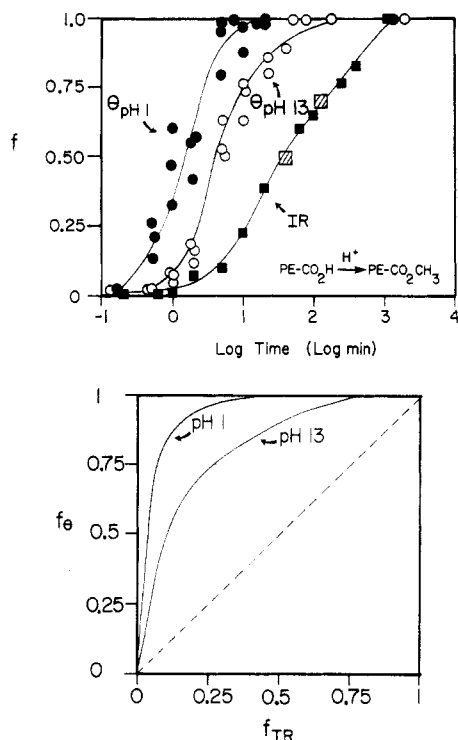 1.0
0.75
0.50
0.25
0
f
θpH 1
θpH 13
IR
PE-CO2H H+ → PE-CO2CH3
-1 0 1 2 3 4
Log Time (Log min)
1
0.75
fθ
0.5
0.25
0
pH 1
pH 13
0 0.25 0.5 0.75 1
fTR